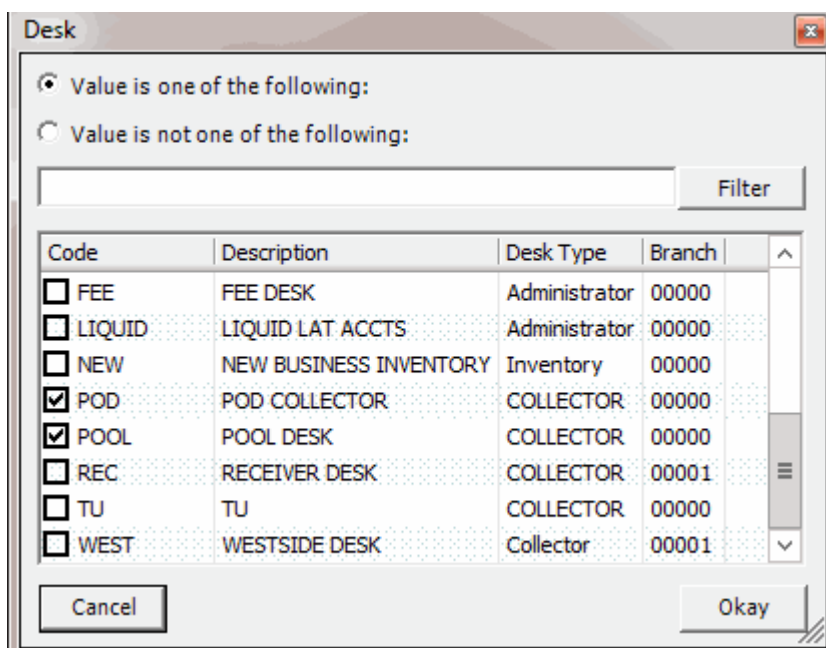 Desk
Value is one of the following:
Value is not one of the following:
Filter
Code Description Desk Type Branch
FEE FEE DESK Administrator 00000
LIQUID LIQUID LAT ACCTS Administrator 00000
NEW NEW BUSINESS INVENTORY Inventory 00000
POD POD COLLECTOR COLLECTOR 00000
POOL POOL DESK COLLECTOR 00000
REC RECEIVER DESK COLLECTOR 00001
TU TU COLLECTOR 00000
WEST WESTSIDE DESK Collector 00001
Cancel Okay